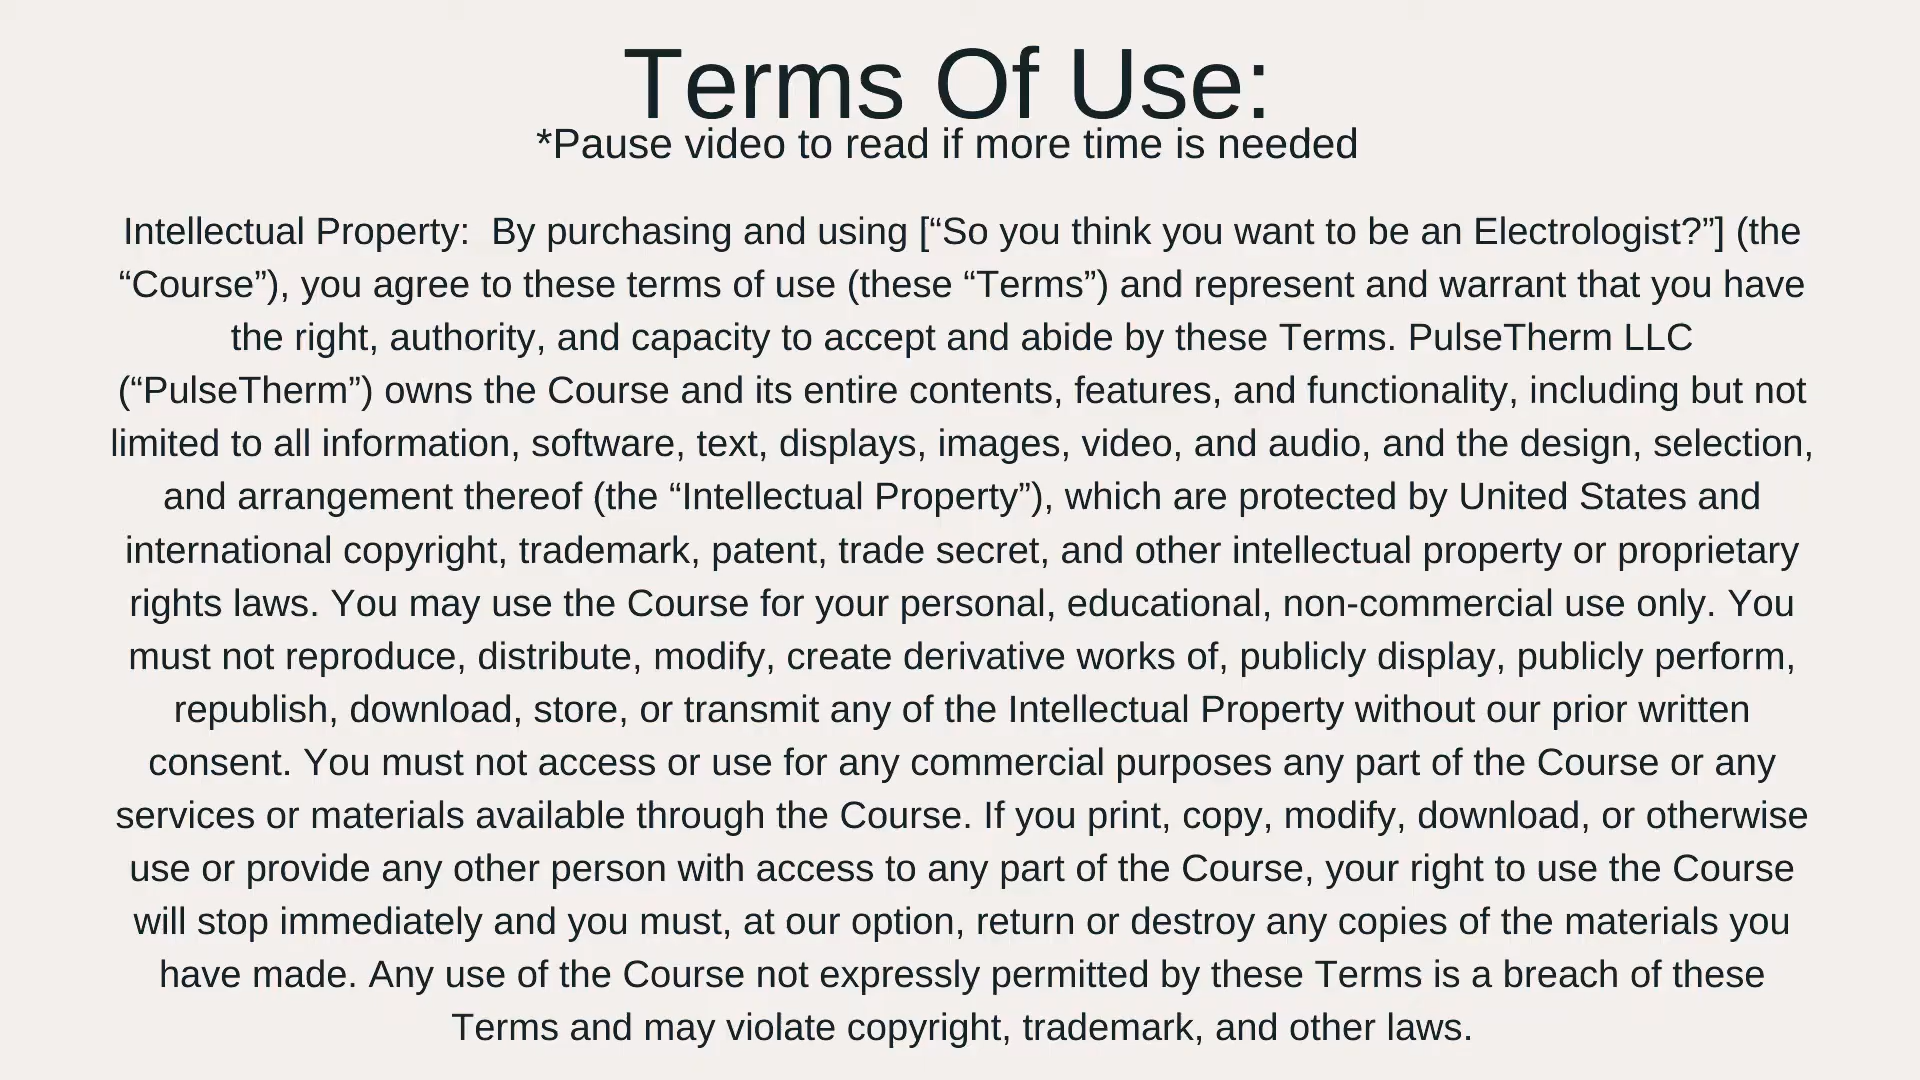 Terms Of Use:
*Pause video to read if more time is needed
Intellectual Property:  By purchasing and using [“So you think you want to be an Electrologist?”] (the
“Course”), you agree to these terms of use (these “Terms”) and represent and warrant that you have
the right, authority, and capacity to accept and abide by these Terms. PulseTherm LLC
(“PulseTherm”) owns the Course and its entire contents, features, and functionality, including but not
limited to all information, software, text, displays, images, video, and audio, and the design, selection,
and arrangement thereof (the “Intellectual Property”), which are protected by United States and
international copyright, trademark, patent, trade secret, and other intellectual property or proprietary
rights laws. You may use the Course for your personal, educational, non-commercial use only. You
must not reproduce, distribute, modify, create derivative works of, publicly display, publicly perform,
republish, download, store, or transmit any of the Intellectual Property without our prior written
consent. You must not access or use for any commercial purposes any part of the Course or any
services or materials available through the Course. If you print, copy, modify, download, or otherwise
use or provide any other person with access to any part of the Course, your right to use the Course
will stop immediately and you must, at our option, return or destroy any copies of the materials you
have made. Any use of the Course not expressly permitted by these Terms is a breach of these
Terms and may violate copyright, trademark, and other laws.